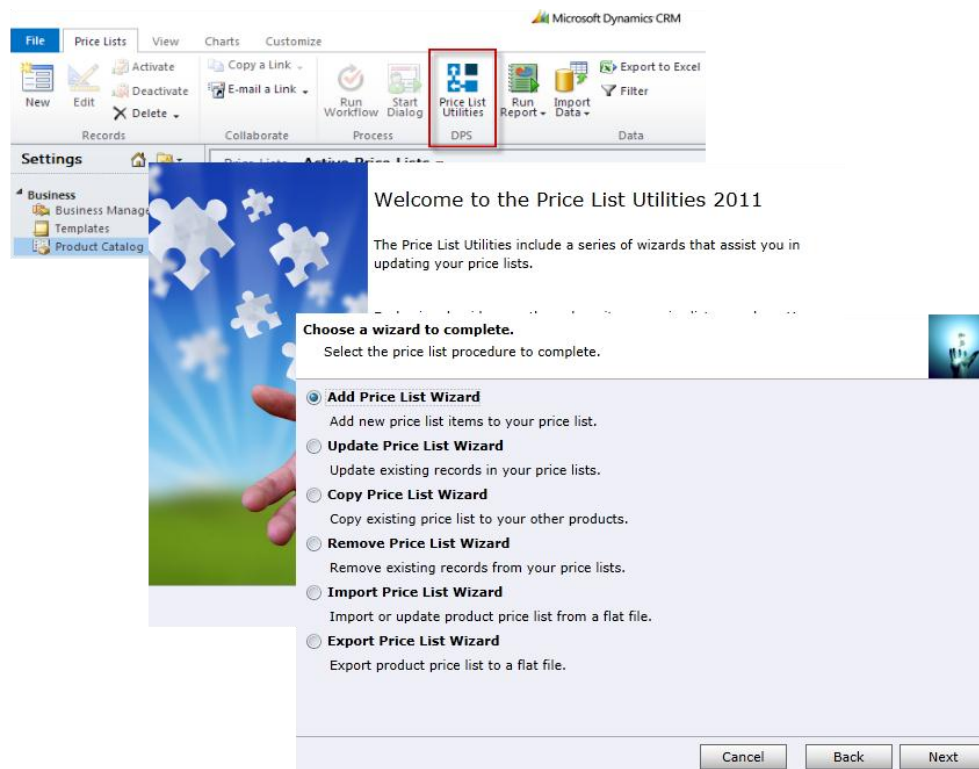 Microsoft Dynamics CRM
File Price Lists View Charts Customize
New
Edit
Activate
Deactivate
Delete
Records
Copy a Link
E-mail a Link
Collaborate
Run Workflow
Start Dialog
Process
Price List Utilities
DPS
Run Report
Import Data
Export to Excel
Filter
Data
Settings
Price Lists Active Price Lists
Business
Business Manage
Templates
Product Catalog
Welcome to the Price List Utilities 2011
The Price List Utilities include a series of wizards that assist you in
updating your price lists.
Choose a wizard to complete.
Select the price list procedure to complete.
Add Price List Wizard
Add new price list items to your price list.
Update Price List Wizard
Update existing records in your price lists.
Copy Price List Wizard
Copy existing price list to your other products.
Remove Price List Wizard
Remove existing records from your price lists.
Import Price List Wizard
Import or update product price list from a flat file.
Export Price List Wizard
Export product price list to a flat file.
Cancel Back Next